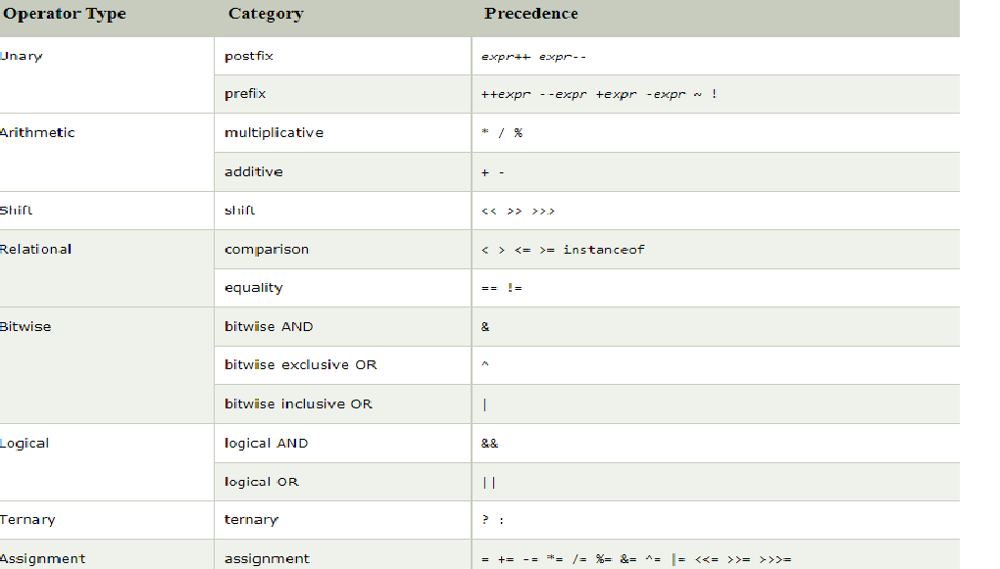 Operator Type Category Precedence
Unary postfix expr++ expr--
prefix ++expr --expr +expr -expr ~ !
Arithmetic multiplicative * / %
additive + -
Shift shift << >> >>>
Relational comparison < > <= >= instanceof
equality == !=
Bitwise bitwise AND &
bitwise exclusive OR ^
bitwise inclusive OR |
Logical logical AND &&
logical OR ||
Ternary ternary ? :
Assignment assignment = += -= *= /= %= &= ^= |= <<= >>= >>>=